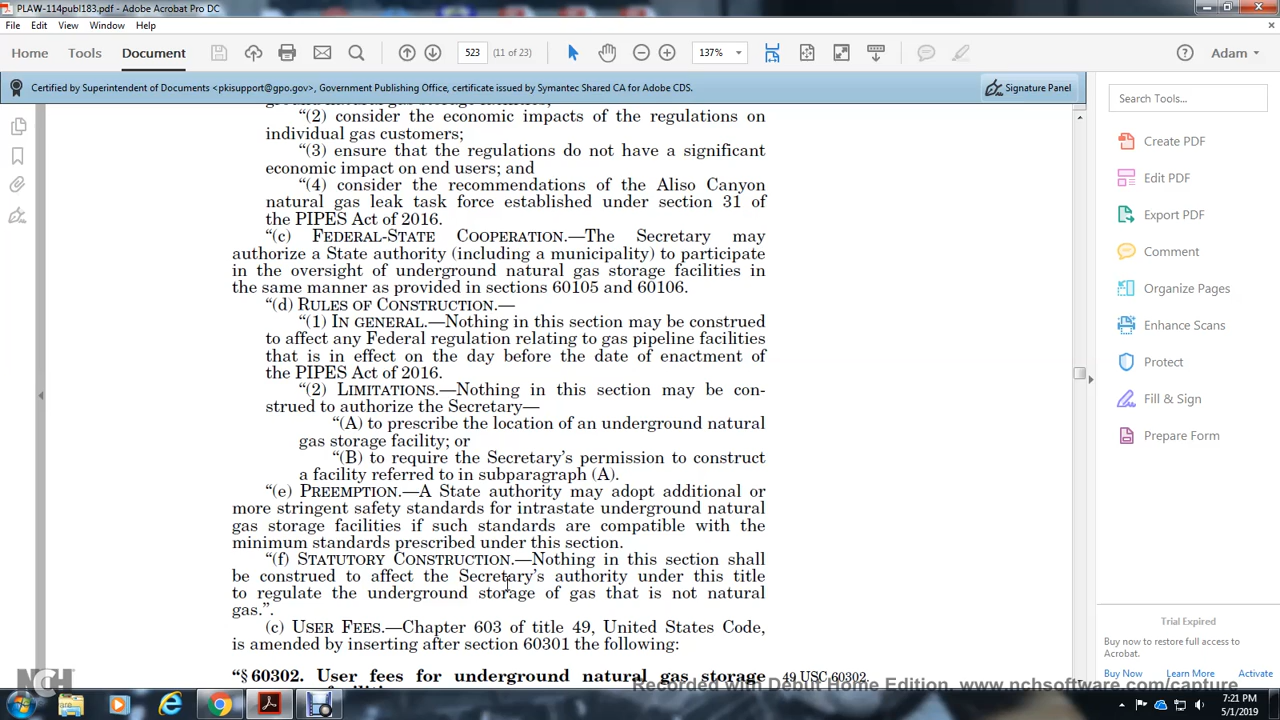 PLAW-114publ183.pdf - Adobe Acrobat Pro DC
File Edit View Window Help
Home Tools Document 523 (11 of 23) 137% Adam
Certified by Superintendent of Documents <pkisupport@gpo.gov>, Government Publishing Office, certificate issued by Symantec Shared CA for Adobe CDS. Signature Panel
ground natural gas storage facilities;
“(2) consider the economic impacts of the regulations on
individual gas customers;
“(3) ensure that the regulations do not have a significant
economic impact on end users; and
“(4) consider the recommendations of the Aliso Canyon
natural gas leak task force established under section 31 of
the PIPES Act of 2016.
“(c) FEDERAL-STATE COOPERATION.—The Secretary may
authorize a State authority (including a municipality) to participate
in the oversight of underground natural gas storage facilities in
the same manner as provided in sections 60105 and 60106.
“(d) RULES OF CONSTRUCTION.—
“(1) IN GENERAL.—Nothing in this section may be construed
to affect any Federal regulation relating to gas pipeline facilities
that is in effect on the day before the date of enactment of
the PIPES Act of 2016.
“(2) LIMITATIONS.—Nothing in this section may be con-
strued to authorize the Secretary—
“(A) to prescribe the location of an underground natural
gas storage facility; or
“(B) to require the Secretary’s permission to construct
a facility referred to in subparagraph (A).
“(e) PREEMPTION.—A State authority may adopt additional or
more stringent safety standards for intrastate underground natural
gas storage facilities if such standards are compatible with the
minimum standards prescribed under this section.
“(f) STATUTORY CONSTRUCTION.—Nothing in this section shall
be construed to affect the Secretary’s authority under this title
to regulate the underground storage of gas that is not natural
gas.”.
(c) USER FEES.—Chapter 603 of title 49, United States Code,
is amended by inserting after section 60301 the following:
“§ 60302. User fees for underground natural gas storage 49 USC 60302.
Search Tools...
Create PDF
Edit PDF
Export PDF
Comment
Organize Pages
Enhance Scans
Protect
Fill & Sign
Prepare Form
Trial Expired
Buy now to restore full access to
Acrobat.
Buy Now Learn More Activate
NCH
Recorded with Debut Home Edition. www.nchsoftware.com/capture
7:21 PM
5/1/2019